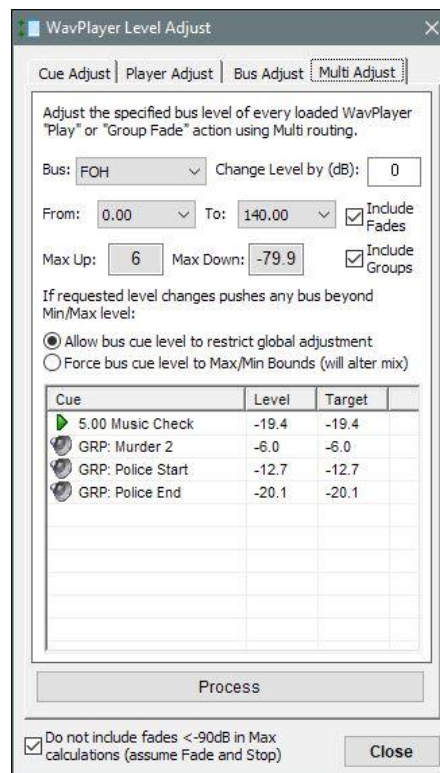 WavPlayer Level Adjust
Cue Adjust Player Adjust Bus Adjust Multi Adjust
Adjust the specified bus level of every loaded WavPlayer
"Play" or "Group Fade" action using Multi routing.
Bus: FOH Change Level by (dB): 0
From: 0.00 To: 140.00 Include Fades
Max Up: 6 Max Down: -79.9 Include Groups
If requested level changes pushes any bus beyond
Min/Max level:
Allow bus cue level to restrict global adjustment
Force bus cue level to Max/Min Bounds (will alter mix)
Cue Level Target
5.00 Music Check -19.4 -19.4
GRP: Murder 2 -6.0 -6.0
GRP: Police Start -12.7 -12.7
GRP: Police End -20.1 -20.1
Process
Do not include fades <-90dB in Max
calculations (assume Fade and Stop)
Close